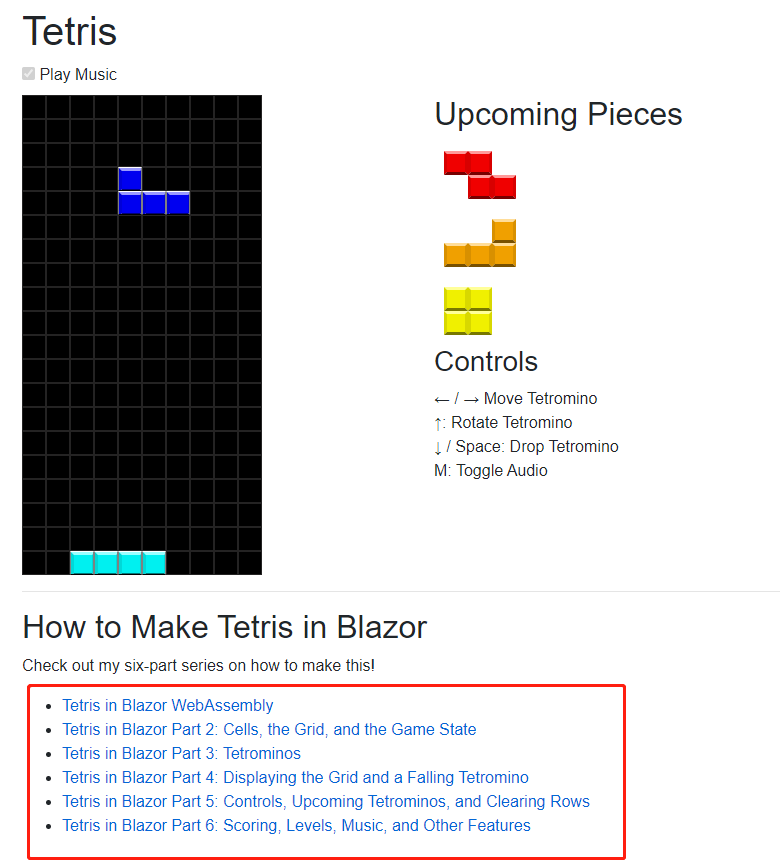 Tetris
Play Music
Upcoming Pieces
Controls
← / → Move Tetromino
↑: Rotate Tetromino
↓ / Space: Drop Tetromino
M: Toggle Audio
How to Make Tetris in Blazor
Check out my six-part series on how to make this!
Tetris in Blazor WebAssembly
Tetris in Blazor Part 2: Cells, the Grid, and the Game State
Tetris in Blazor Part 3: Tetrominos
Tetris in Blazor Part 4: Displaying the Grid and a Falling Tetromino
Tetris in Blazor Part 5: Controls, Upcoming Tetrominos, and Clearing Rows
Tetris in Blazor Part 6: Scoring, Levels, Music, and Other Features